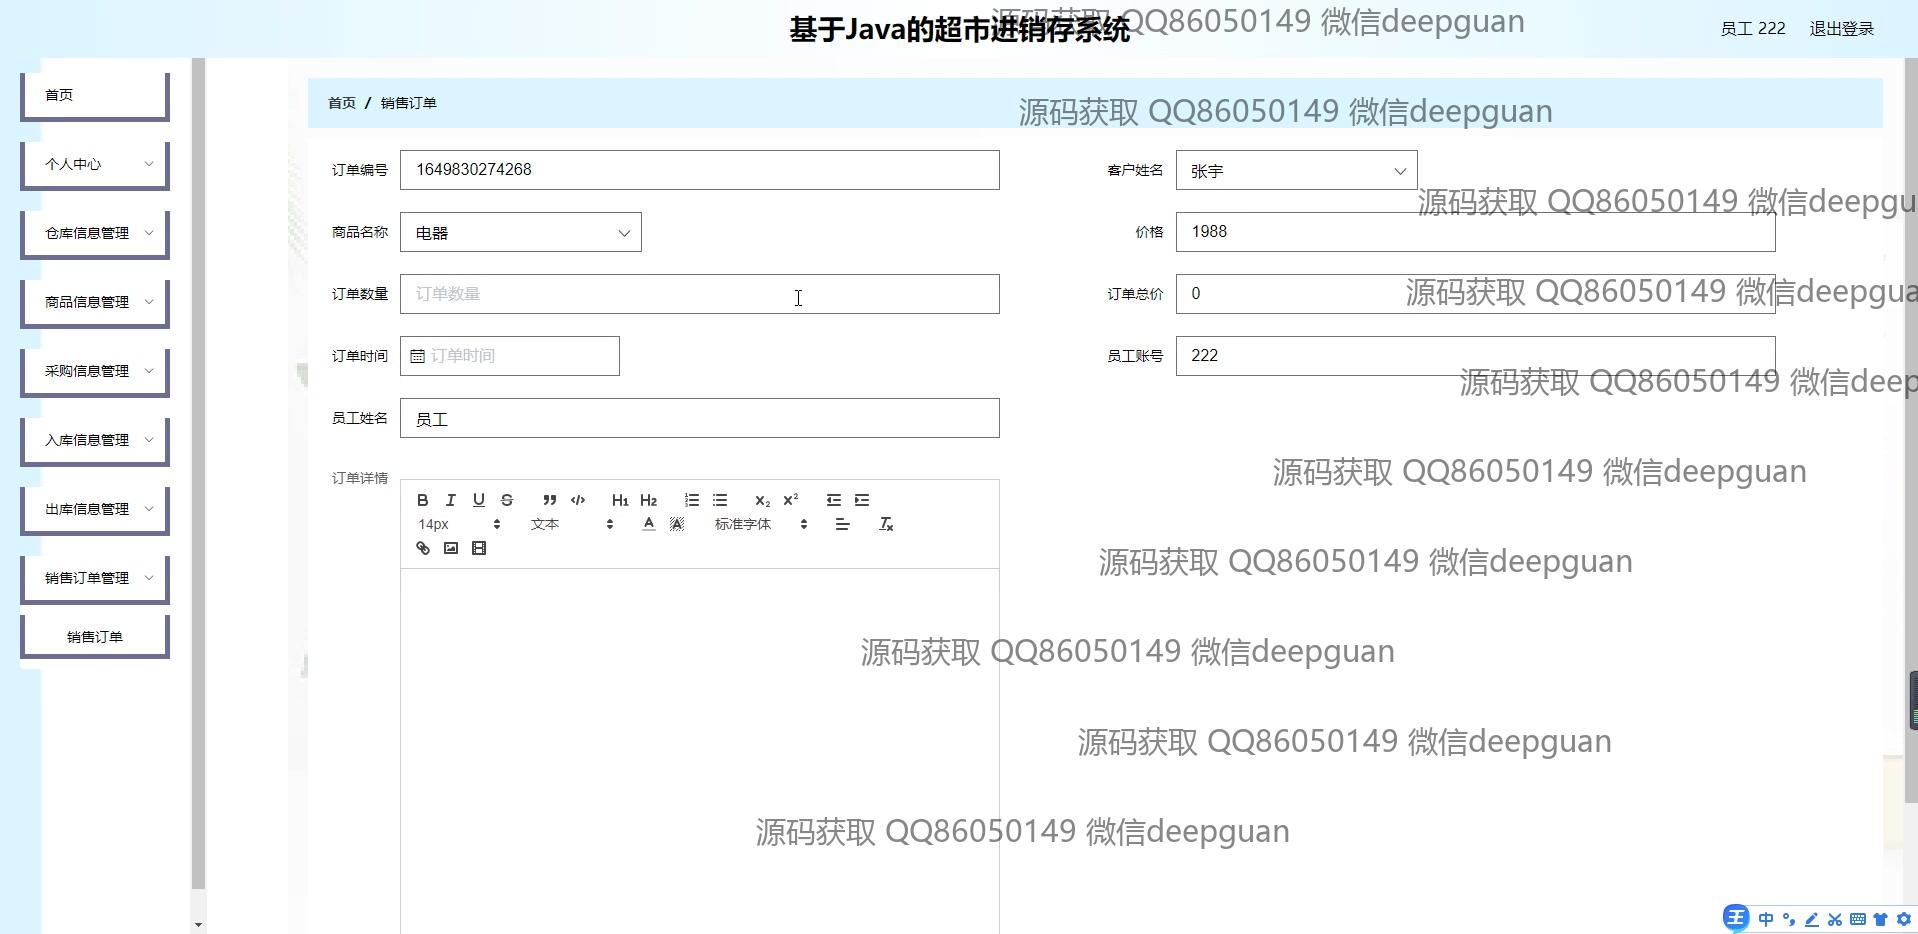 基于Java的超市进销存系统
源码获取 QQ86050149 微信deepguan
员工 222
退出登录
首页
个人中心
仓库信息管理
商品信息管理
采购信息管理
入库信息管理
出库信息管理
销售订单管理
销售订单
首页 / 销售订单
源码获取 QQ86050149 微信deepguan
订单编号 1649830274268
客户姓名 张宇
源码获取 QQ86050149 微信deepgu
商品名称 电器
价格 1988
订单数量 订单数量
订单总价 0
源码获取 QQ86050149 微信deepgua
订单时间 订单时间
员工账号 222
源码获取 QQ86050149 微信deep
员工姓名 员工
订单详情
源码获取 QQ86050149 微信deepguan
B I U S H1 H2 X2 X2
14px 文本 A A 标准字体 Tx
源码获取 QQ86050149 微信deepguan
源码获取 QQ86050149 微信deepguan
源码获取 QQ86050149 微信deepguan
源码获取 QQ86050149 微信deepguan
王 中